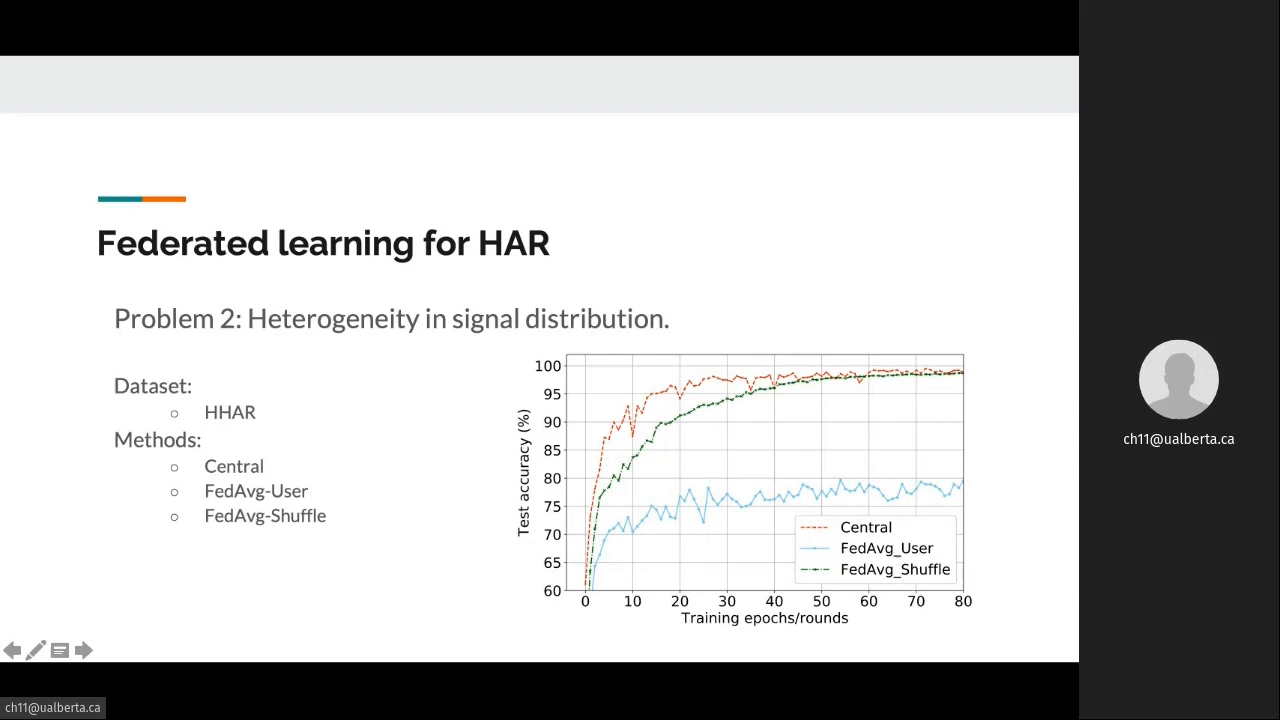 Federated learning for HAR
Problem 2: Heterogeneity in signal distribution.
Dataset:
○ HHAR
Methods:
○ Central
○ FedAvg-User
○ FedAvg-Shuffle
100
95
90
85
80
75
70
65
60
Test accuracy (%)
0 10 20 30 40 50 60 70 80
Training epochs/rounds
Central
FedAvg_User
FedAvg_Shuffle
ch11@ualberta.ca
ch11@ualberta.ca